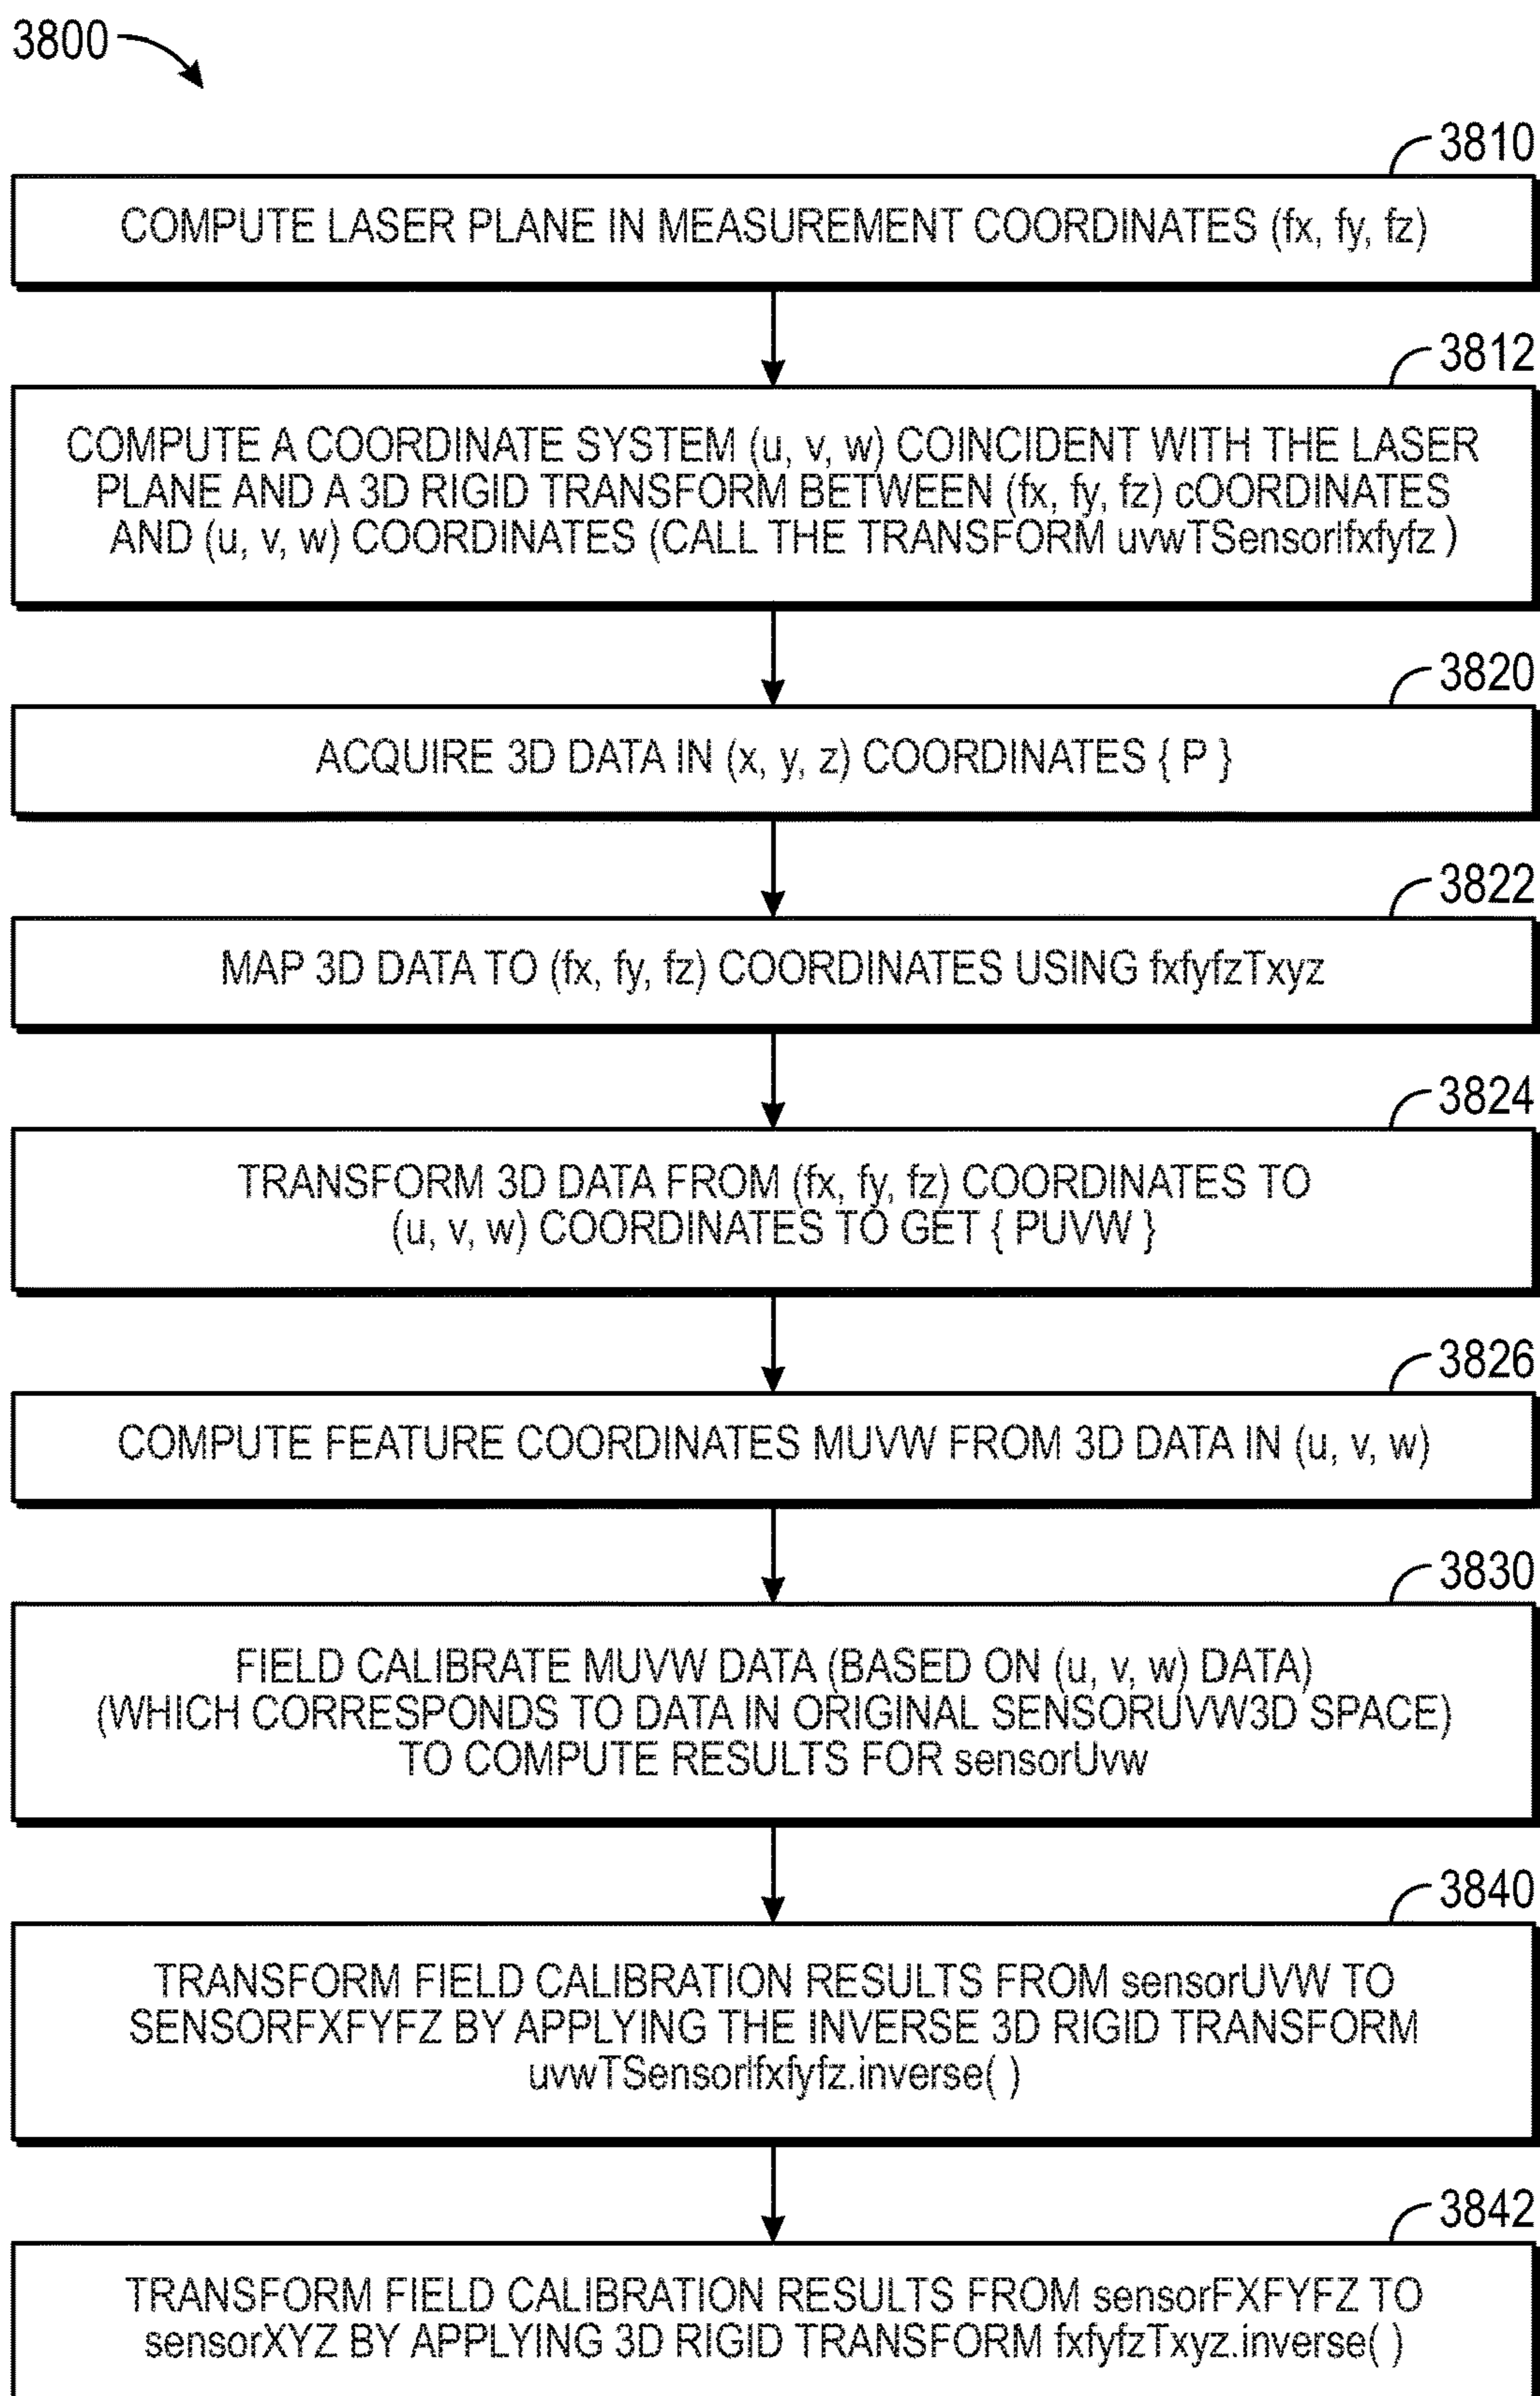 3800
3810
COMPUTE LASER PLANE IN MEASUREMENT COORDINATES (fx, fy, fz)
3812
COMPUTE A COORDINATE SYSTEM (u, v, w) COINCIDENT WITH THE LASER
PLANE AND A 3D RIGID TRANSFORM BETWEEN (fx, fy, fz) cOORDINATES
AND (u, v, w) COORDINATES (CALL THE TRANSFORM uvwTSensorIfxfyfz )
3820
ACQUIRE 3D DATA IN (x, y, z) COORDINATES { P }
3822
MAP 3D DATA TO (fx, fy, fz) COORDINATES USING fxfyfzTxyz
3824
TRANSFORM 3D DATA FROM (fx, fy, fz) COORDINATES TO
(u, v, w) COORDINATES TO GET { PUVW }
3826
COMPUTE FEATURE COORDINATES MUVW FROM 3D DATA IN (u, v, w)
3830
FIELD CALIBRATE MUVW DATA (BASED ON (u, v, w) DATA)
(WHICH CORRESPONDS TO DATA IN ORIGINAL SENSORUVW3D SPACE)
TO COMPUTE RESULTS FOR sensorUvw
3840
TRANSFORM FIELD CALIBRATION RESULTS FROM sensorUVW TO
SENSORFXFYFZ BY APPLYING THE INVERSE 3D RIGID TRANSFORM
uvwTSensorIfxfyfz.inverse( )
3842
TRANSFORM FIELD CALIBRATION RESULTS FROM sensorFXFYFZ TO
sensorXYZ BY APPLYING 3D RIGID TRANSFORM fxfyfzTxyz.inverse( )